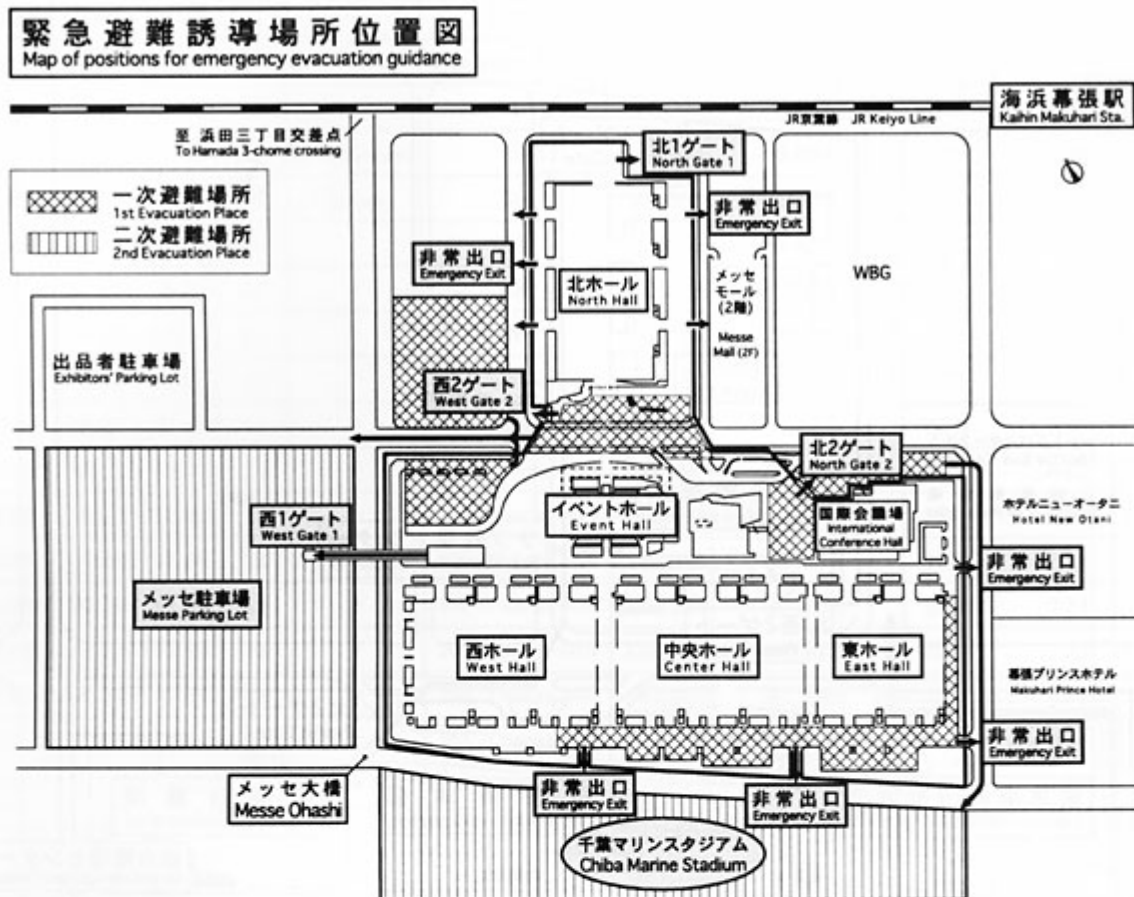 緊急避難誘導場所位置図
Map of positions for emergency evacuation guidance
海浜幕張駅
Kaihin Makuhari Sta.
JR京葉線 JR Keiyo Line
至 浜田三丁目交差点
To Hamada 3-chome crossing
一次避難場所
1st Evacuation Place
二次避難場所
2nd Evacuation Place
北1ゲート
North Gate 1
非常出口
Emergency Exit
非常出口
Emergency Exit
北ホール
North Hall
メッセ
モール
(2階)
Messe
Mall (2F)
WBG
出品者駐車場
Exhibitors' Parking Lot
西2ゲート
West Gate 2
北2ゲート
North Gate 2
イベントホール
Event Hall
国際会議場
International
Conference Hall
ホテルニューオータニ
Hotel New Otani
西1ゲート
West Gate 1
非常出口
Emergency Exit
メッセ駐車場
Messe Parking Lot
西ホール
West Hall
中央ホール
Center Hall
東ホール
East Hall
幕張プリンスホテル
Makuhari Prince Hotel
非常出口
Emergency Exit
メッセ大橋
Messe Ohashi
非常出口
Emergency Exit
非常出口
Emergency Exit
千葉マリンスタジアム
Chiba Marine Stadium